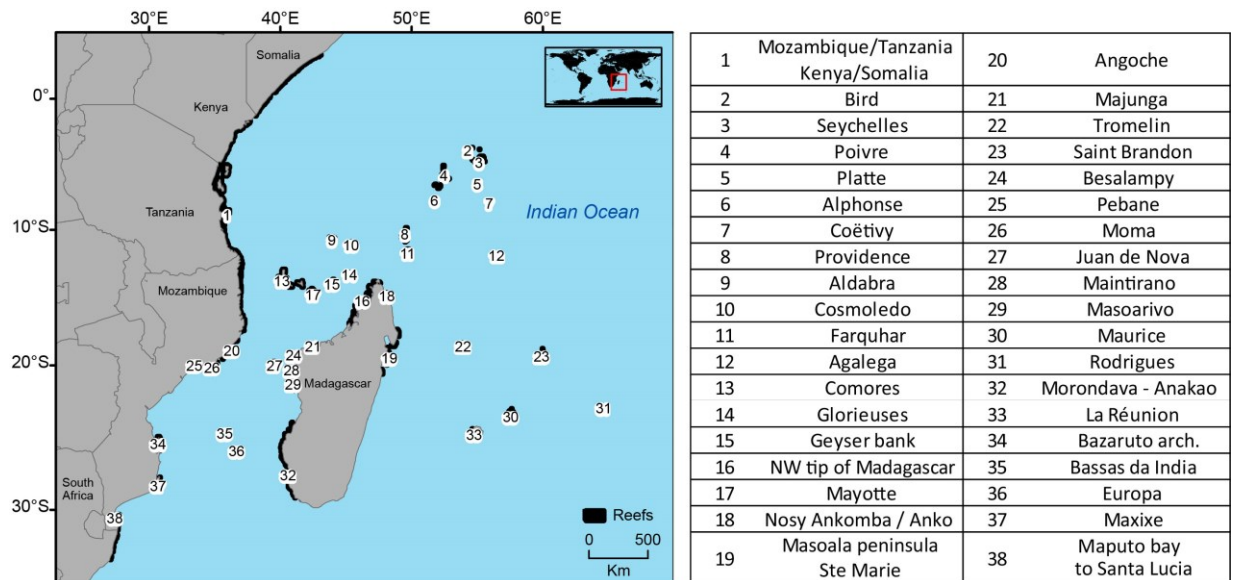 30°E 40°E 50°E 60°E
Somalia
Kenya
0°
Tanzania
Indian Ocean
10°S
Mozambique
20°S
Madagascar
South
Africa
30°S
Reefs
0 500
Km
2
3
4
5
6
7
1
8
9
10
11
12
13
14
15
16
17
18
19
20
21
22
23
24
25
26
27
28
29
30
31
32
33
34
35
36
37
38
1 Mozambique/Tanzania Kenya/Somalia 20 Angoche
2 Bird 21 Majunga
3 Seychelles 22 Tromelin
4 Poivre 23 Saint Brandon
5 Platte 24 Besalampy
6 Alphonse 25 Pebane
7 Coëtivy 26 Moma
8 Providence 27 Juan de Nova
9 Aldabra 28 Maintirano
10 Cosmoledo 29 Masoarivo
11 Farquhar 30 Maurice
12 Agalega 31 Rodrigues
13 Comores 32 Morondava - Anakao
14 Glorieuses 33 La Réunion
15 Geyser bank 34 Bazaruto arch.
16 NW tip of Madagascar 35 Bassas da India
17 Mayotte 36 Europa
18 Nosy Ankomba / Anko 37 Maxixe
19 Masoala peninsula Ste Marie 38 Maputo bay to Santa Lucia